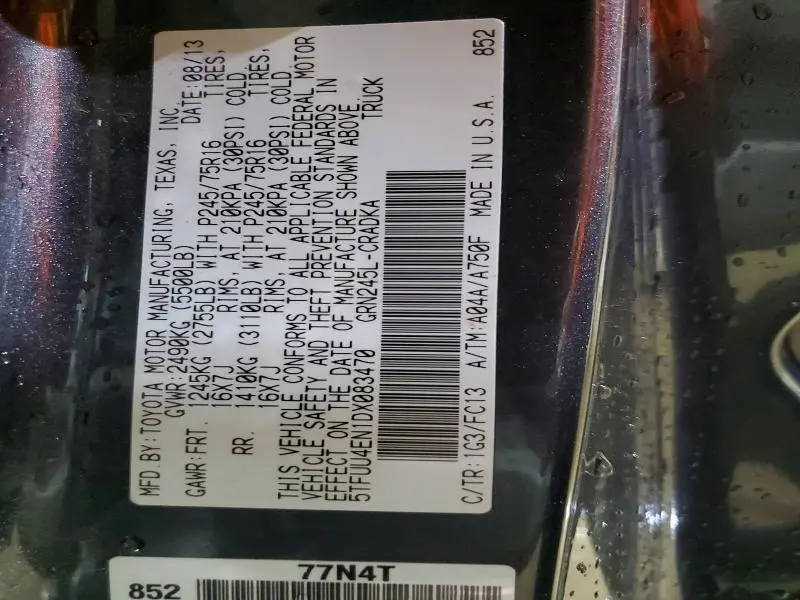 MFD.BY:TOYOTA MOTOR MANUFACTURING, TEXAS, INC.
GVWR:2490KG (5500LB) DATE:08/13
GAWR:FRT. 1245KG (2755LB) WITH P245/75R16 TIRES,
16X7J RIMS, AT 210KPA (30PSI) COLD
RR. 1410KG (3110LB) WITH P245/75R16 TIRES,
16X7J RIMS, AT 210KPA (30PSI) COLD
THIS VEHICLE CONFORMS TO ALL APPLICABLE FEDERAL MOTOR
VEHICLE SAFETY AND THEFT PREVENTION STANDARDS IN
EFFECT ON THE DATE OF MANUFACTURE SHOWN ABOVE.
5TFUU4EN1DX083470 GRN245L-CRADKA TRUCK
C/TR:1G3/FC13 A/TM:A04A/A750F MADE IN U.S.A. 852
77N4T
852